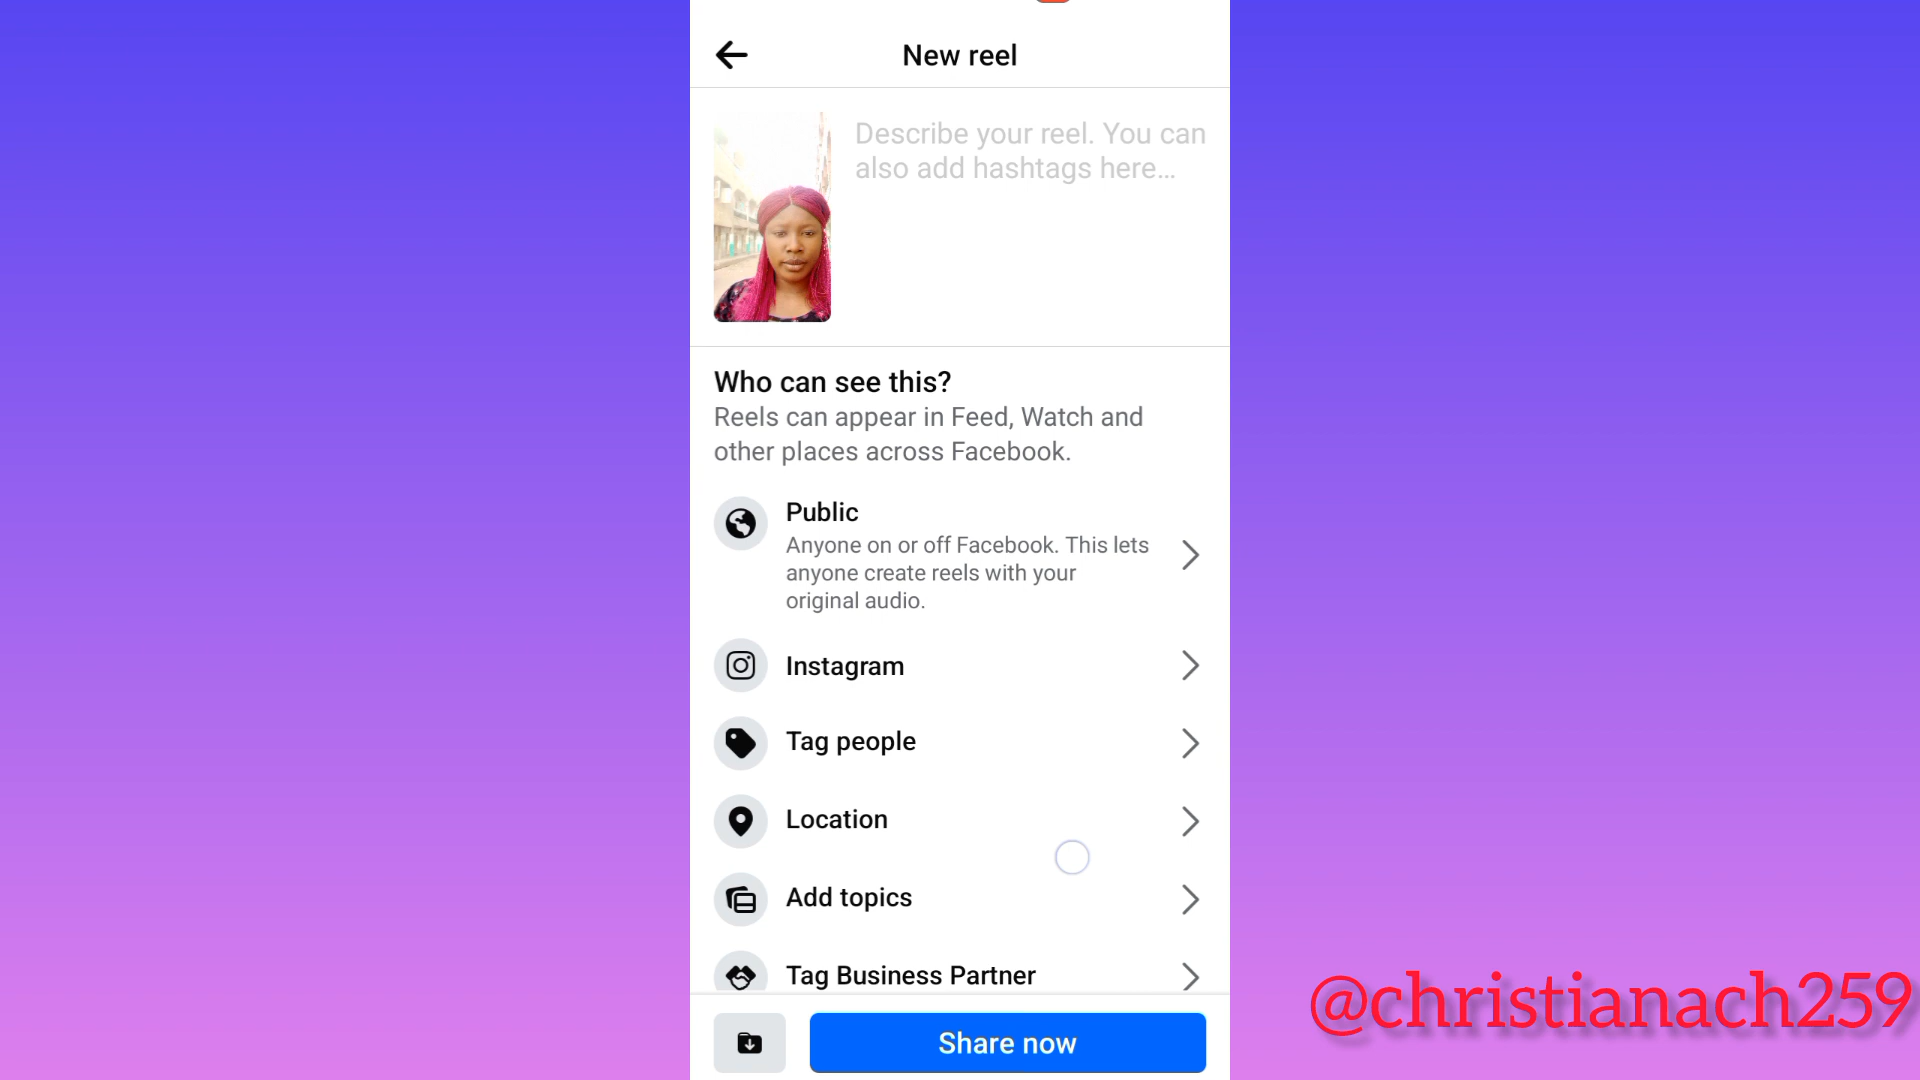 New reel
Describe your reel. You can
also add hashtags here...
Who can see this?
Reels can appear in Feed, Watch and
other places across Facebook.
Public
Anyone on or off Facebook. This lets
anyone create reels with your
original audio.
Instagram
Tag people
Location
Add topics
Tag Business Partner
Share now
@christianach259